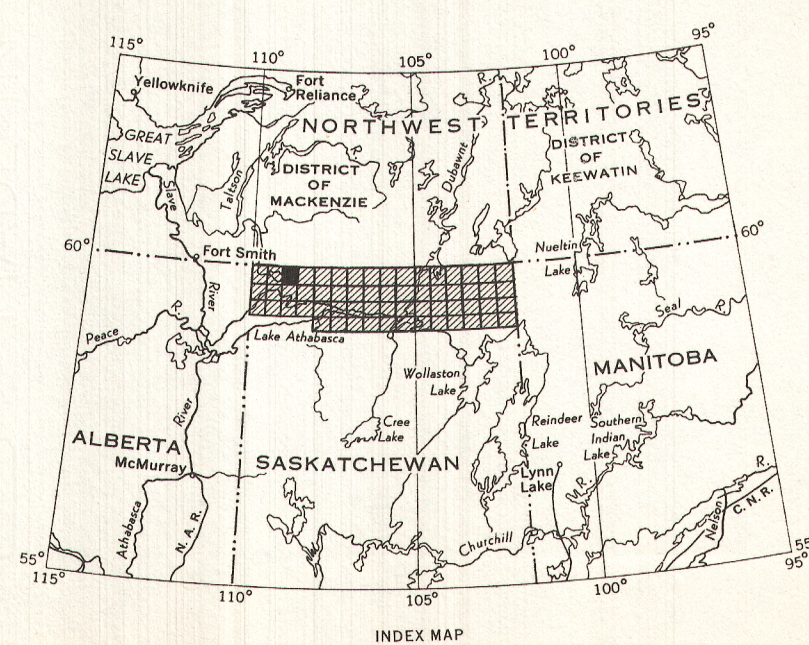 115°
110°
105°
100°
95°
Yellowknife
Fort
Reliance
R.
NORTHWEST TERRITORIES
GREAT
SLAVE
LAKE
Slave
Taltson
R.
DISTRICT
OF
MACKENZIE
Dubawnt
DISTRICT
OF
KEEWATIN
60°
60°
Fort Smith
Nueltin
Lake
River
Peace
R.
Lake Athabasca
Seal
R.
MANITOBA
Wollaston
Lake
River
Cree
Lake
Reindeer
Lake
Southern
Indian
Lake
ALBERTA
McMurray
SASKATCHEWAN
Lynn
Lake
M.R.
R.
Athabasca
N.A.R.
Churchill
Nelson
C.N.R.
55°
115°
110°
105°
100°
55
95°
INDEX MAP